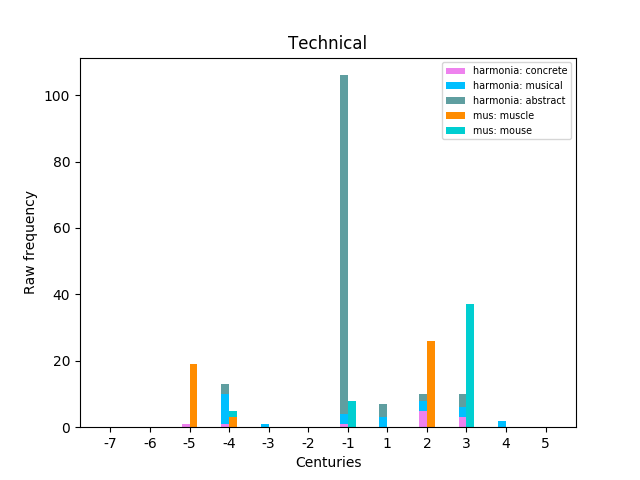 Technical
harmonia: concrete
harmonia: musical
harmonia: abstract
mus: muscle
mus: mouse
Raw frequency
100
80
60
40
20
0
-7 -6 -5 -4 -3 -2 -1 1 2 3 4 5
Centuries